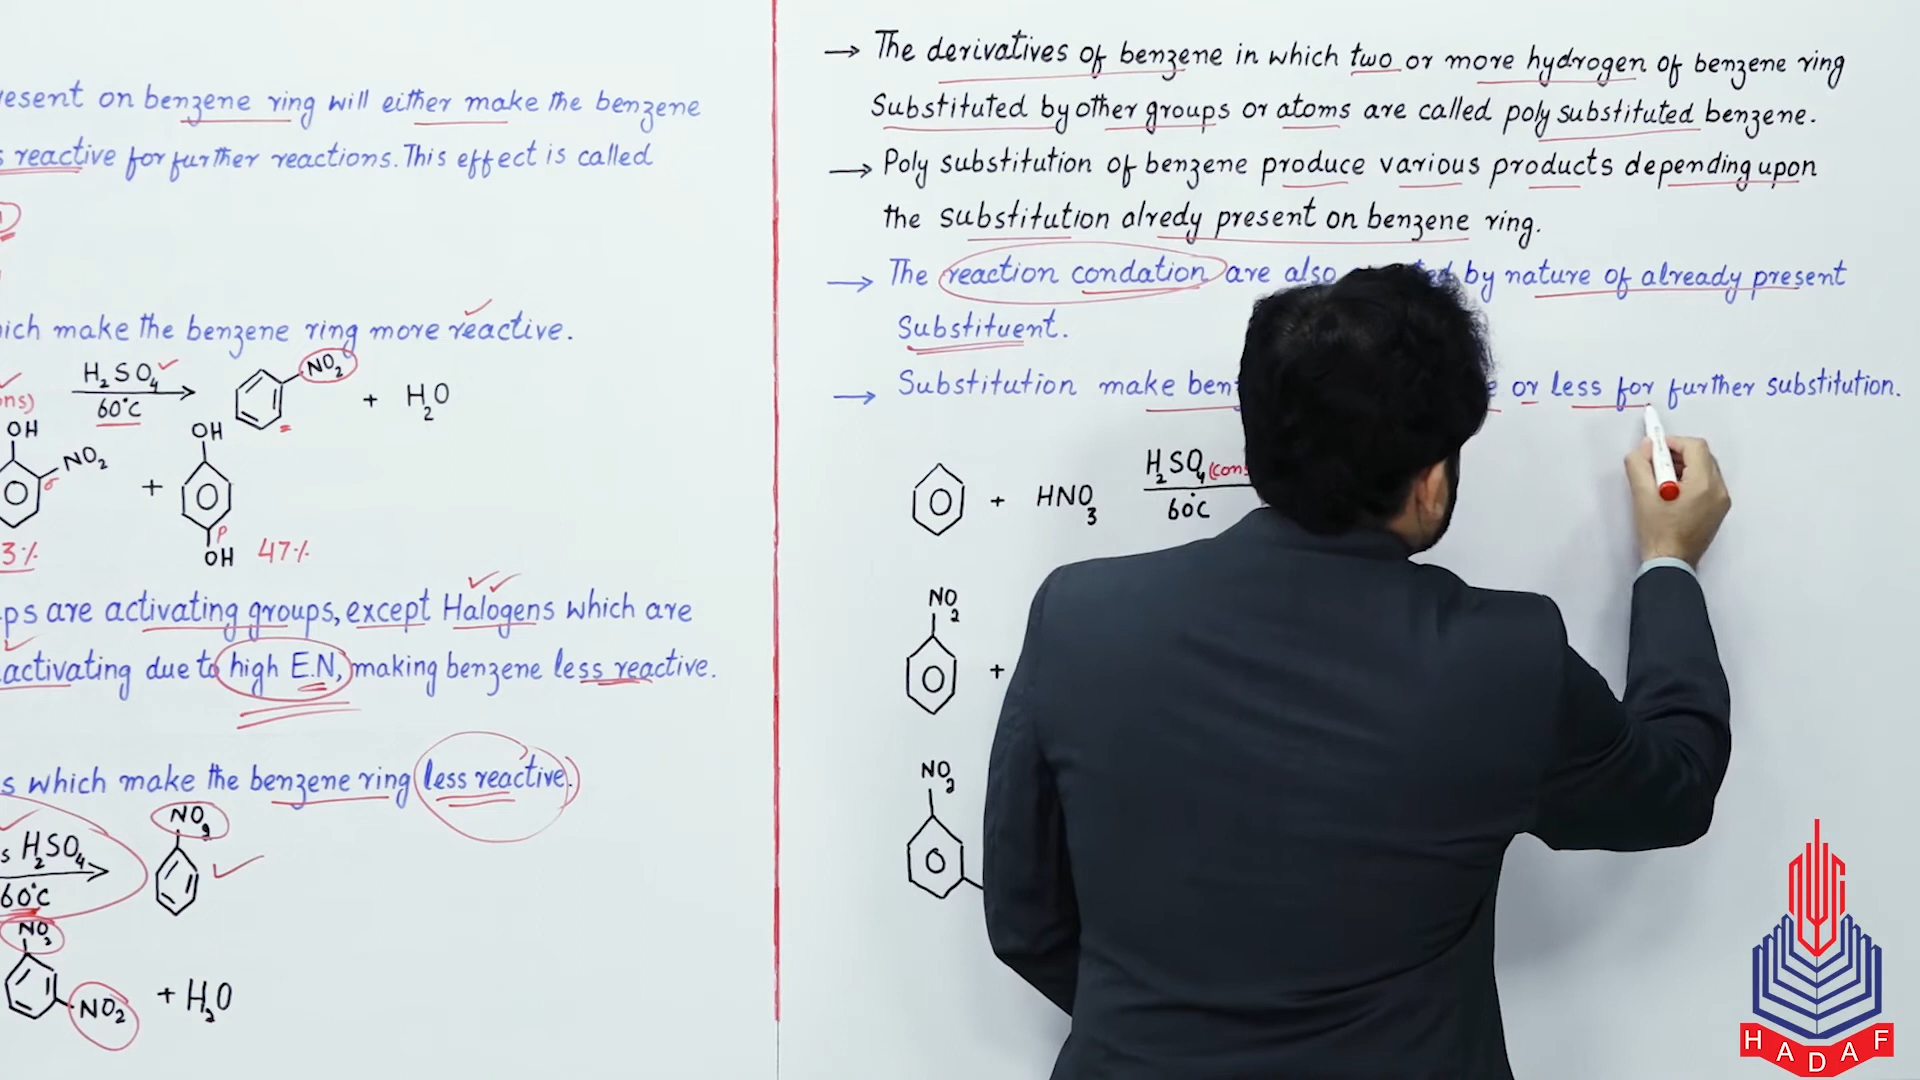 esent on benzene ring will either make the benzene
s reactive for further reactions. This effect is called
ich make the benzene ring more reactive.
ons) H2SO4 60°C NO2 + H2O
OH NO2 + OH
o P OH
3% 47%
ps are activating groups, except Halogens which are
activating due to high E.N, making benzene less reactive.
s which make the benzene ring less reactive.
s H2SO4 60°C NO2
NO2 NO2 + H2O
→ The derivatives of benzene in which two or more hydrogen of benzene ring
Substituted by other groups or atoms are called poly substituted benzene.
→ Poly substitution of benzene produce various products depending upon
the substitution alredy present on benzene ring.
→ The reaction condation are also by nature of already present
Substituent.
→ Substitution make or less for further substitution.
+ HNO3 H2SO4 (con 60°C
NO2
+
NO2
HADAF